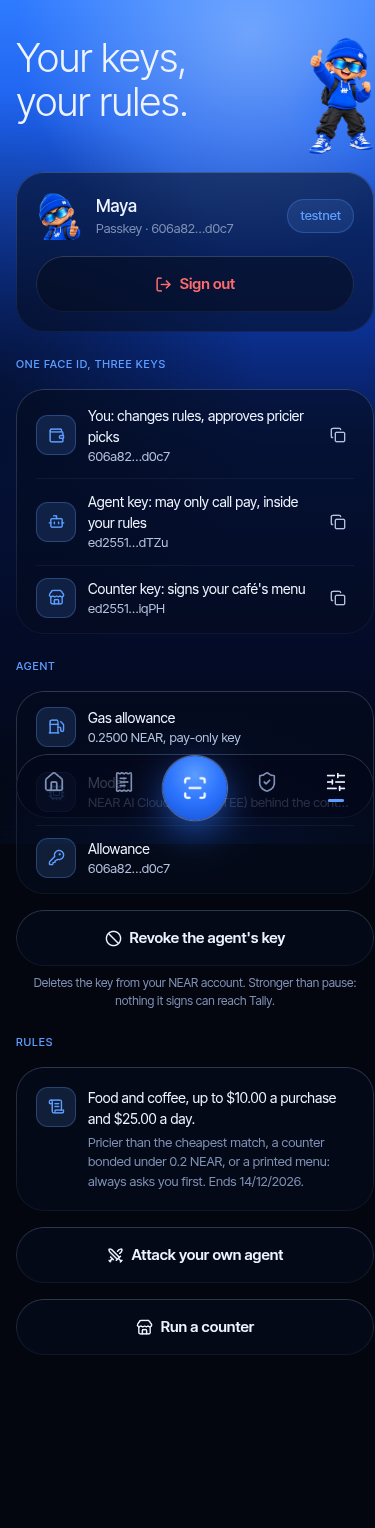 Your keys,
your rules.
Maya
Passkey · 606a82...d0c7
testnet
Sign out
ONE FACE ID, THREE KEYS
You: changes rules, approves pricier
picks
606a82...d0c7
Agent key: may only call pay, inside
your rules
ed2551...dTZu
Counter key: signs your café's menu
ed2551...iqPH
AGENT
Gas allowance
0.2500 NEAR, pay-only key
NEAR AI TEE) behind the
Allowance
606a82...d0c7
Revoke the agent's key
Deletes the key from your NEAR account. Stronger than pause:
nothing it signs can reach Tally.
RULES
Food and coffee, up to $10.00 a purchase
and $25.00 a day.
Pricier than the cheapest match, a counter
bonded under 0.2 NEAR, or a printed menu:
always asks you first. Ends 14/12/2026.
Attack your own agent
Run a counter